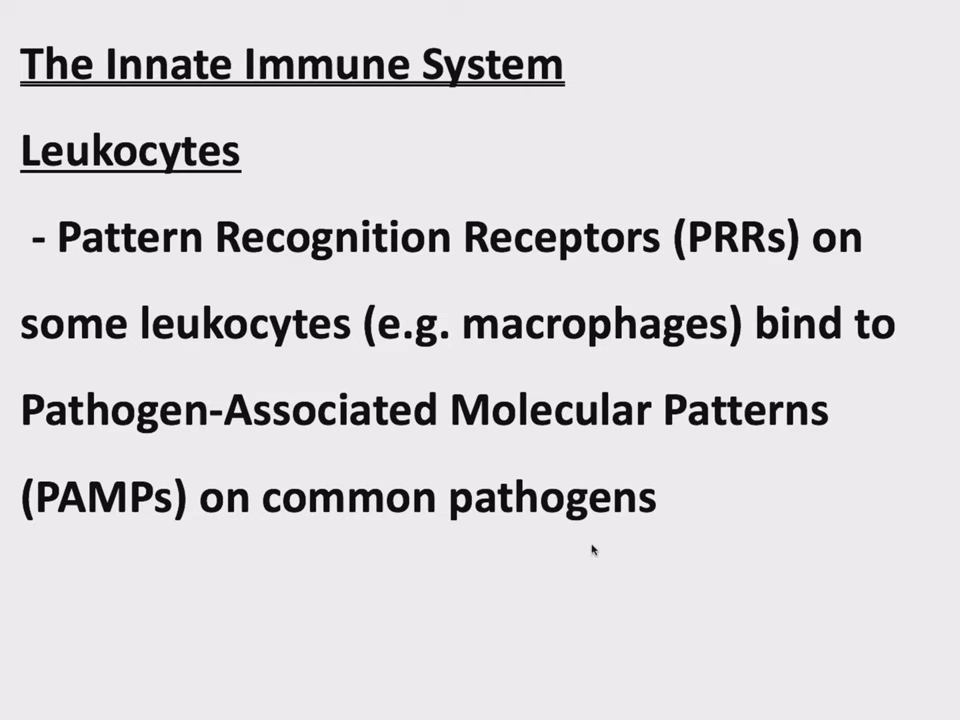 The Innate Immune System
Leukocytes
- Pattern Recognition Receptors (PRRs) on
some leukocytes (e.g. macrophages) bind to
Pathogen-Associated Molecular Patterns
(PAMPs) on common pathogens